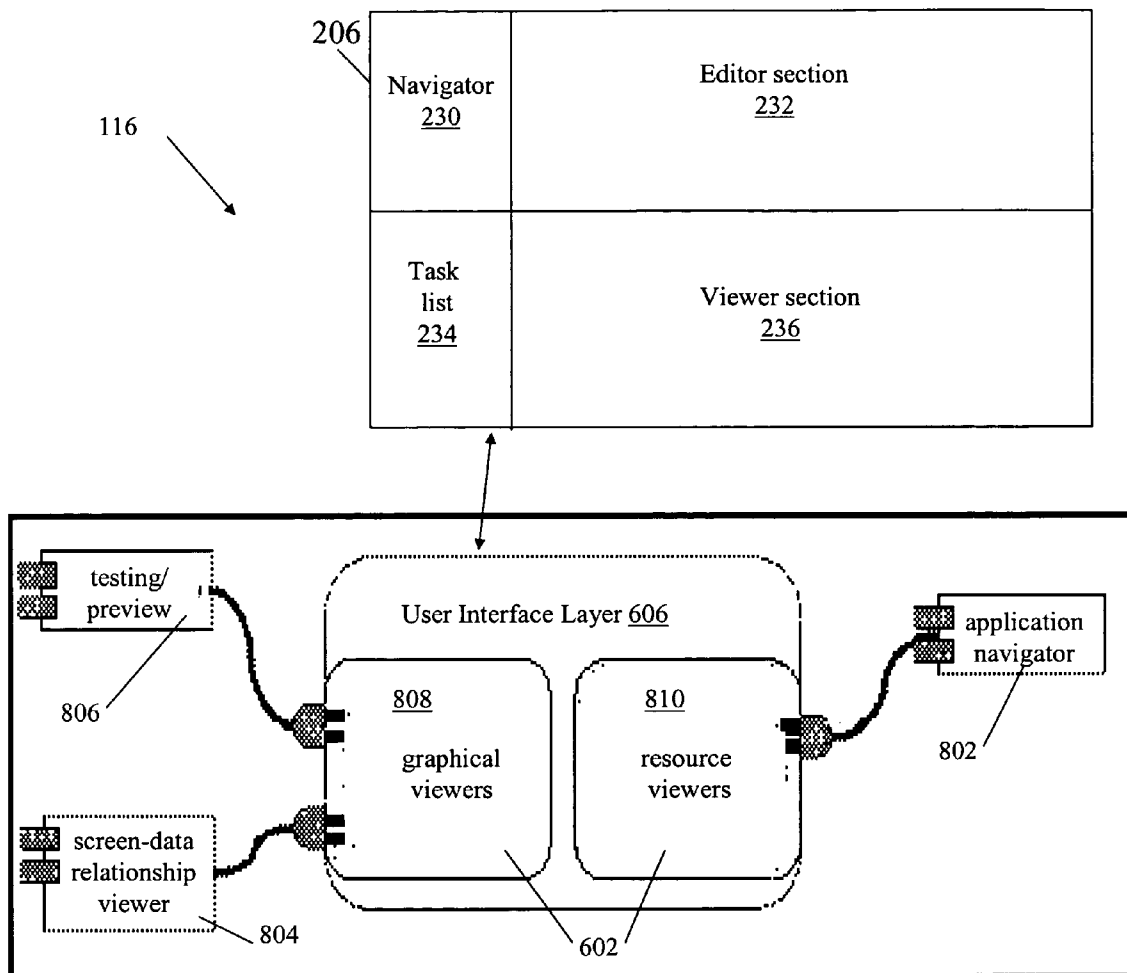 206
Navigator
230
Editor section
232
116
Task
list
234
Viewer section
236
testing/
preview
806
User Interface Layer 606
application
navigator
802
808
graphical
viewers
810
resource
viewers
screen-data
relationship
viewer
804
602